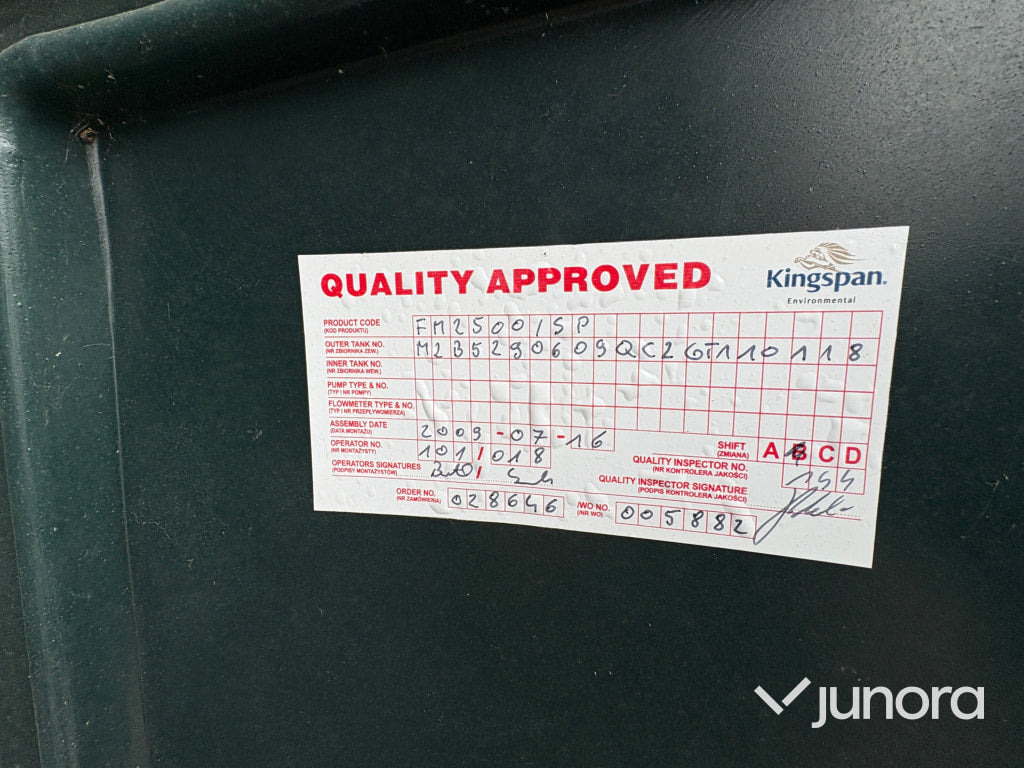 QUALITY APPROVED
Kingspan.
Environmental
PRODUCT CODE FM2500/SP
(KOD PRODUKTU)
OUTER TANK NO. M2B5290609QC2GT110118
(NR ZBIORNIKA ZEW.)
INNER TANK NO.
(NR ZBIORNIKA WEW.)
PUMP TYPE & NO.
(TYP I NR POMPY)
FLOWMETER TYPE & NO.
(TYP I NR PRZEPŁYWOMIERZA)
ASSEMBLY DATE 2009-07-16
(DATA MONTAŻU)
SHIFT A B C D
(ZMIANA)
OPERATOR NO. 101/018
(NR MONTAŻYSTY)
QUALITY INSPECTOR NO. 154
(NR KONTROLERA JAKOŚCI)
OPERATORS SIGNATURES /
(PODPISY MONTAŻYSTÓW)
QUALITY INSPECTOR SIGNATURE
(PODPIS KONTROLERA JAKOŚCI)
ORDER NO. 028646 /WO NO. 005882
(NR ZAMÓWIENIA) (/NR WO)
junora